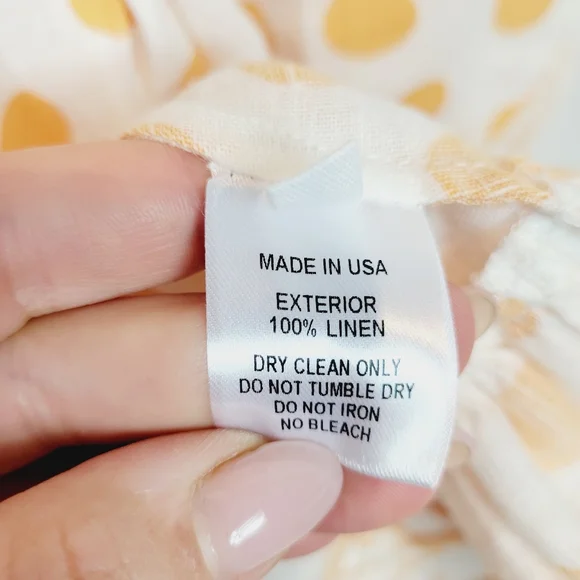 MADE IN USA
EXTERIOR
100% LINEN
DRY CLEAN ONLY
DO NOT TUMBLE DRY
DO NOT IRON
NO BLEACH